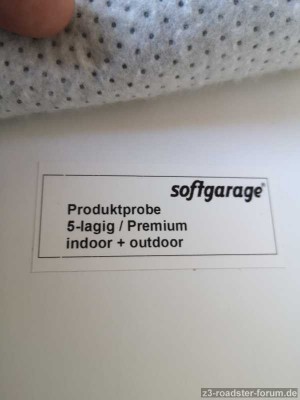 softgarage®
Produktprobe
5-lagig / Premium
indoor + outdoor
z3-roadster-forum.de